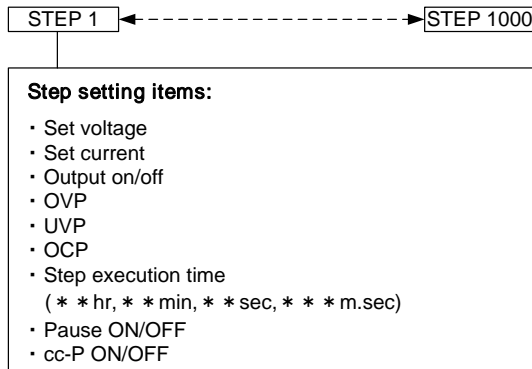 STEP 1 STEP 1000
Step setting items:
・Set voltage
・Set current
・Output on/off
・OVP
・UVP
・OCP
・Step execution time
(＊＊hr,＊＊min,＊＊sec,＊＊＊m.sec)
・Pause ON/OFF
・cc-P ON/OFF